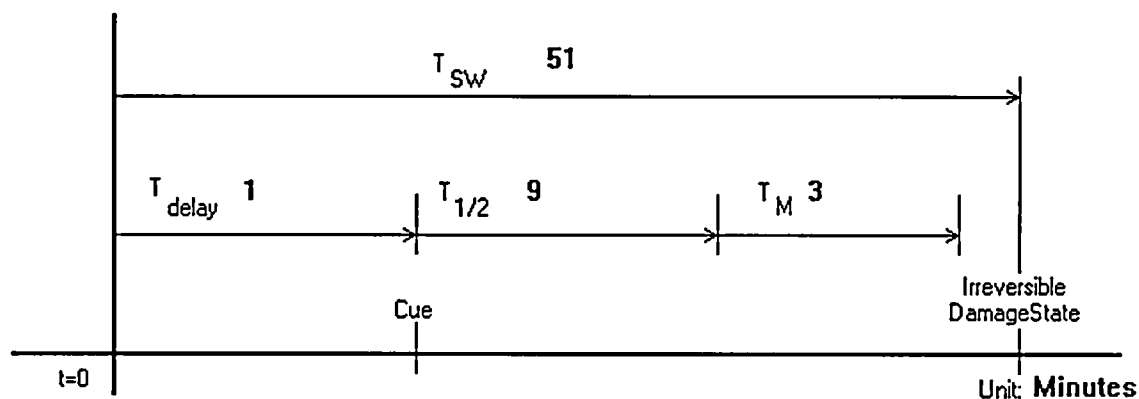 T SW 51
T delay 1 T 1/2 9 T M 3
Irreversible
DamageState
Cue
t=0
Unit: Minutes